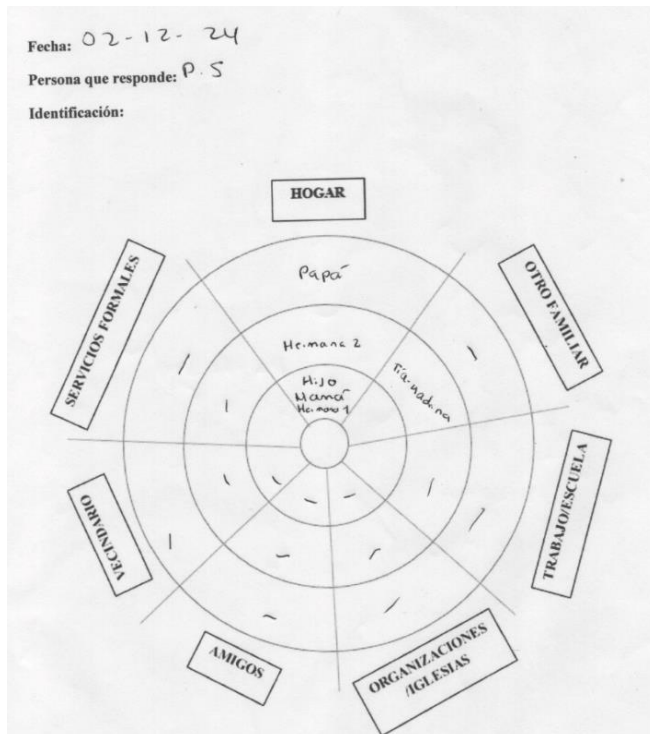 Fecha: 02-12-24
Persona que responde: P.S
Identificación:
HOGAR
SERVICIOS FORMALES
OTRO FAMILIAR
Papá
Hermana 2
Hijo
Mamá
Hermano 1
Tía-madrina
VECINDARIO
TRABAJO/ESCUELA
AMIGOS
ORGANIZACIONES
/IGLESIAS